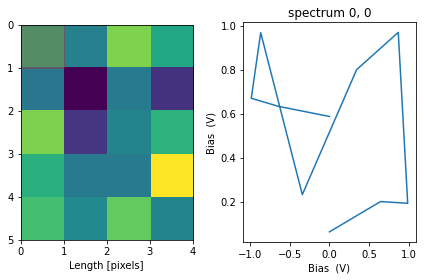 spectrum 0, 0
0
1
2
3
4
5
0 1 2 3 4
Length [pixels]
Bias (V)
1.0
0.8
0.6
0.4
0.2
−1.0 −0.5 0.0 0.5 1.0
Bias (V)